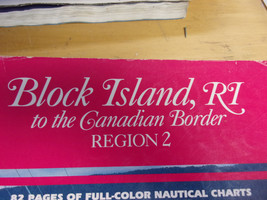 Block Island, RI
to the Canadian Border
REGION 2
82 PAGES OF FULL-COLOR NAUTICAL CHARTS